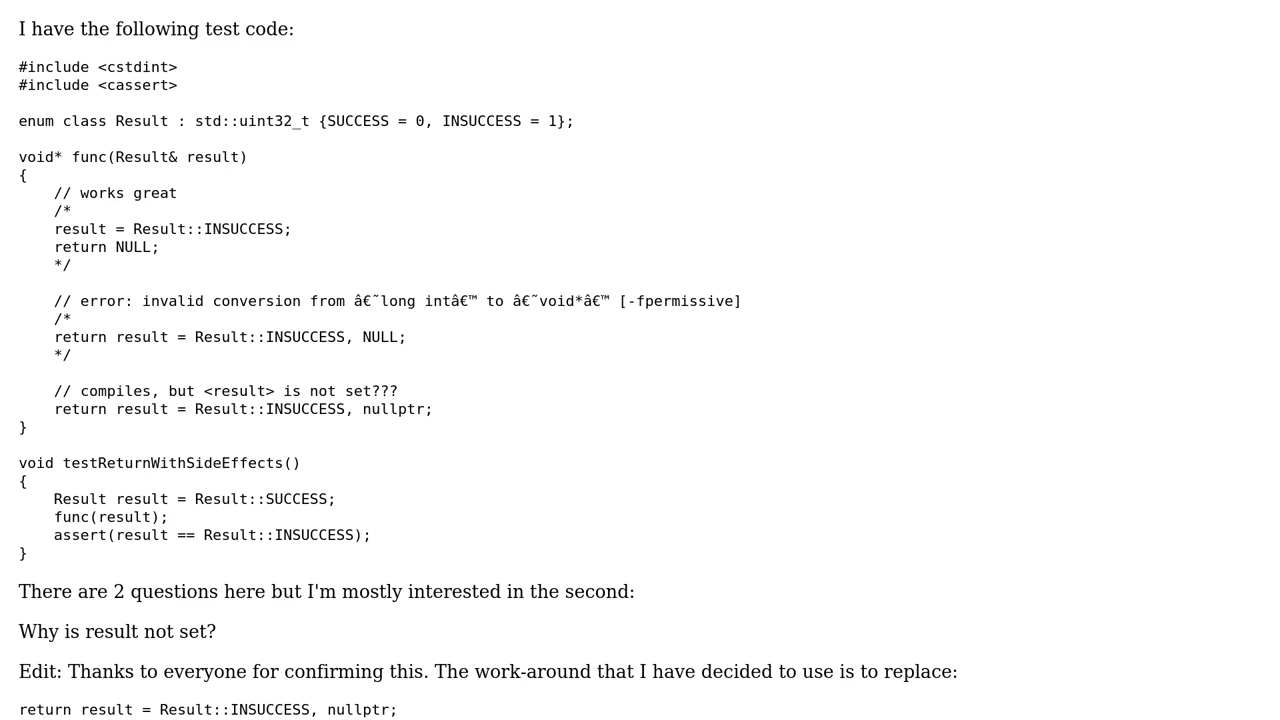 I have the following test code:
#include <cstdint>
#include <cassert>
enum class Result : std::uint32_t {SUCCESS = 0, INSUCCESS = 1};
void* func(Result& result)
{
    // works great
    /*
    result = Result::INSUCCESS;
    return NULL;
    */
    // error: invalid conversion from â€˜long intâ€™ to â€˜void*â€™ [-fpermissive]
    /*
    return result = Result::INSUCCESS, NULL;
    */
    // compiles, but <result> is not set???
    return result = Result::INSUCCESS, nullptr;
}
void testReturnWithSideEffects()
{
    Result result = Result::SUCCESS;
    func(result);
    assert(result == Result::INSUCCESS);
}
There are 2 questions here but I'm mostly interested in the second:
Why is result not set?
Edit: Thanks to everyone for confirming this. The work-around that I have decided to use is to replace:
return result = Result::INSUCCESS, nullptr;